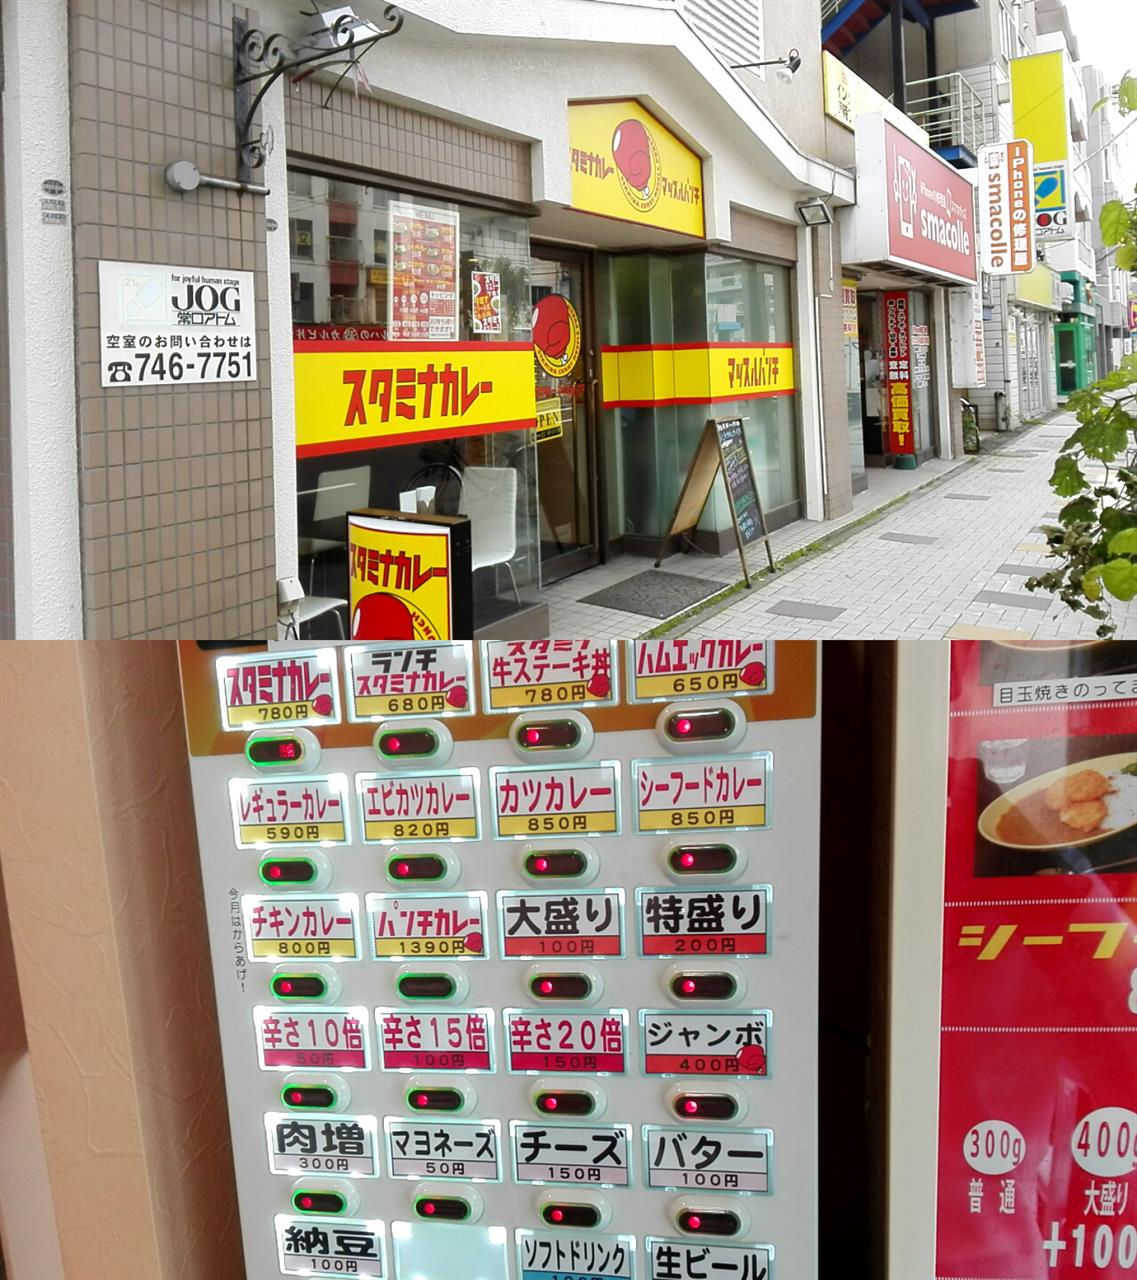 スタミナカレー
マッスルパンチ
MENU
for joyful human stage
JOG
常口アトム
空室のお問い合わせは
☎746-7751
スタミナカレー
マッスルパンチ
スタミナカレー
smacolle
iPhoneの修理屋
smacolle
JOG
高価買取!
スタミナカレー
780円
ランチ
スタミナカレー
680円
スタミナ
牛ステーキ丼
780円
ハムエッグカレー
650円
レギュラーカレー
590円
エビカツカレー
820円
カツカレー
850円
シーフードカレー
850円
今月はからあげ!
チキンカレー
800円
パンチカレー
1390円
大盛り
100円
特盛り
200円
辛さ10倍
50円
辛さ15倍
100円
辛さ20倍
150円
ジャンボ
400円
肉増
300円
マヨネーズ
50円
チーズ
150円
バター
100円
納豆
100円
ソフトドリンク
生ビール
目玉焼きのってま
シーフ
300g
普通
400g
大盛り
+100